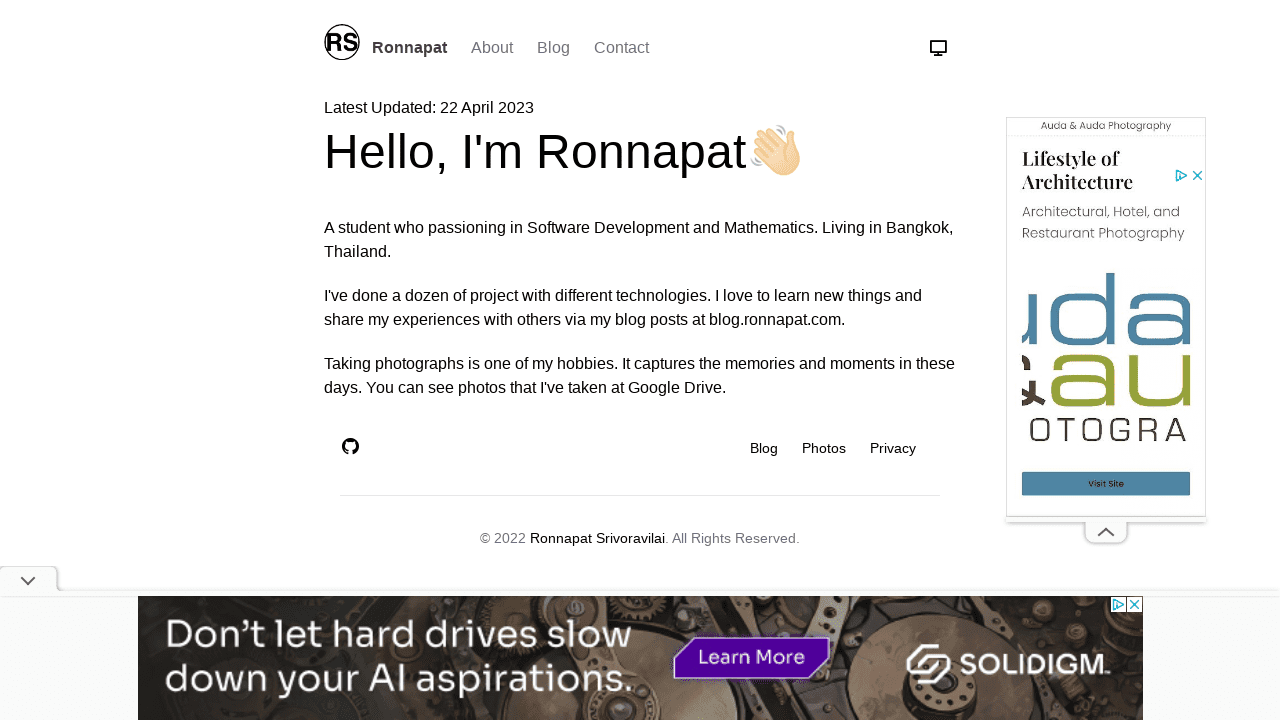 RS Ronnapat About Blog Contact
Latest Updated: 22 April 2023
Hello, I'm Ronnapat👋🏻
A student who passioning in Software Development and Mathematics. Living in Bangkok,
Thailand.
I've done a dozen of project with different technologies. I love to learn new things and
share my experiences with others via my blog posts at blog.ronnapat.com.
Taking photographs is one of my hobbies. It captures the memories and moments in these
days. You can see photos that I've taken at Google Drive.
Blog Photos Privacy
© 2022 Ronnapat Srivoravilai. All Rights Reserved.
Auda & Auda Photography
Lifestyle of
Architecture
Architectural, Hotel, and
Restaurant Photography
uda
&au
OTOGRA
Visit Site
Don't let hard drives slow
down your AI aspirations.
Learn More
SOLIDIGM